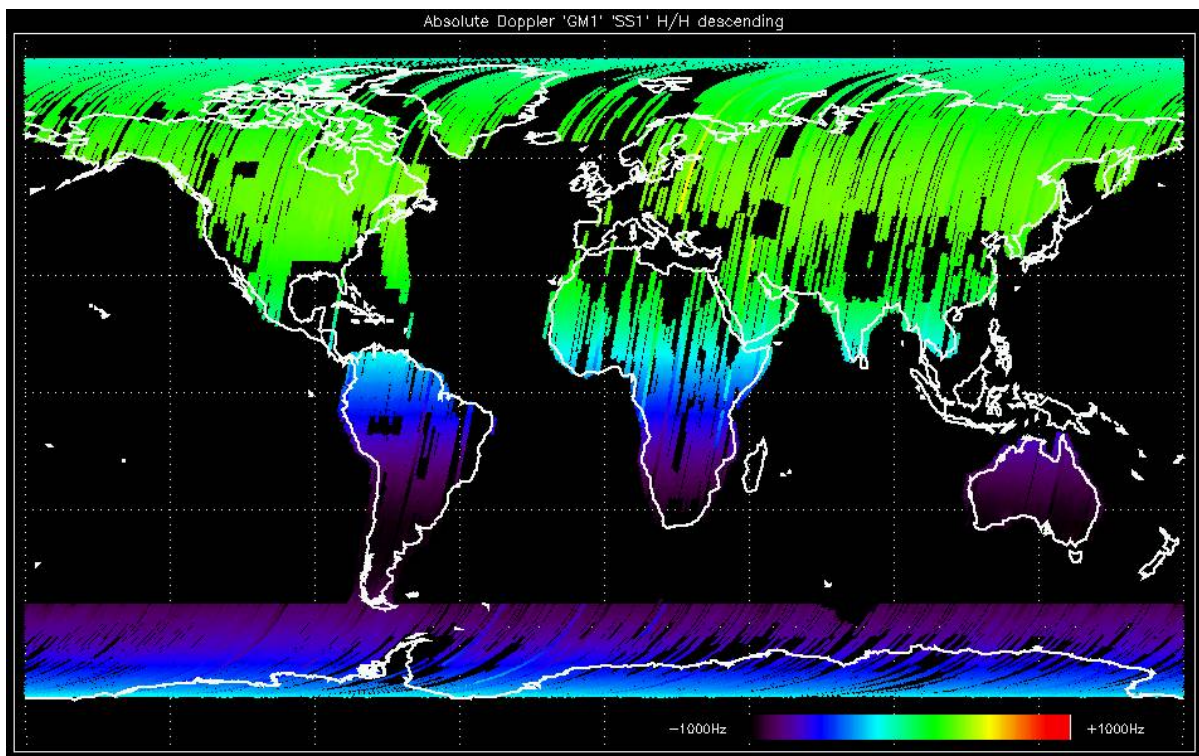 Absolute Doppler 'GM1' 'SS1' H/H descending
-1000Hz +1000Hz